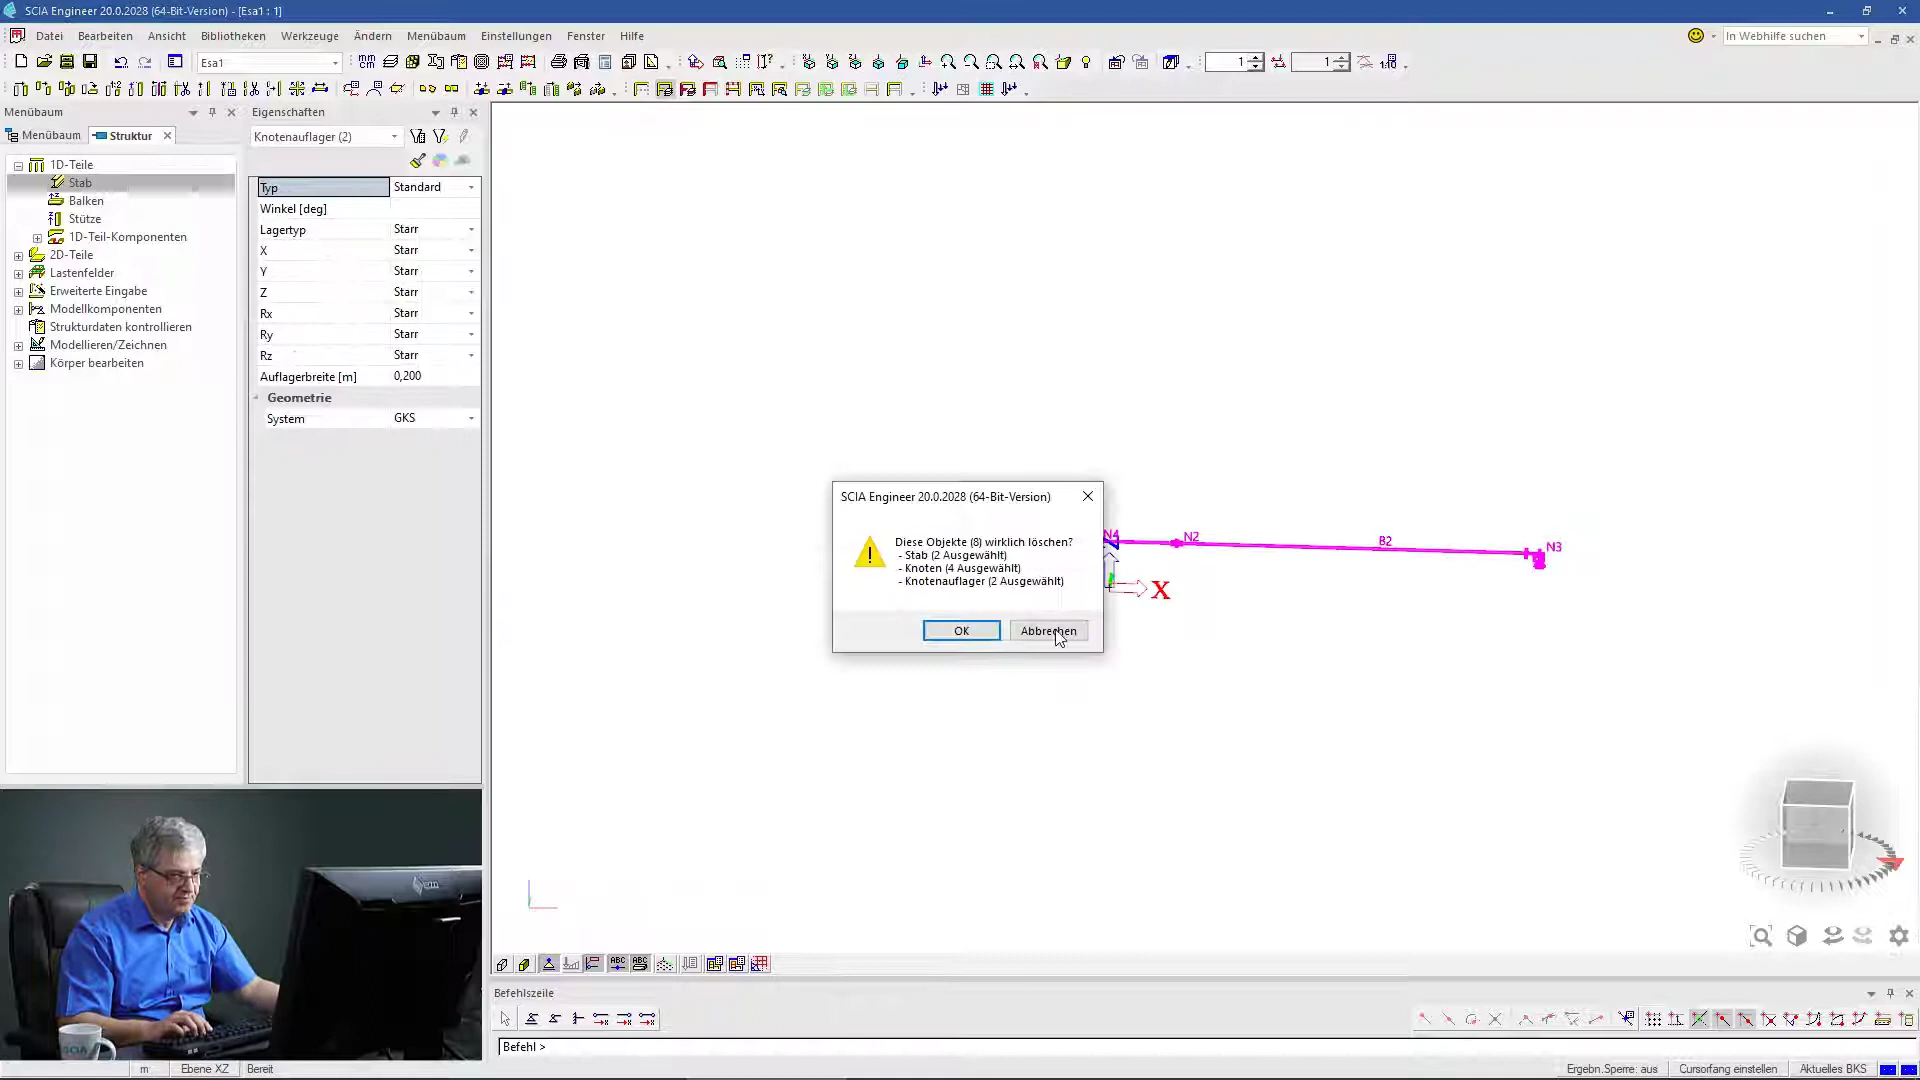 SCIA Engineer 20.0.2028 (64-Bit-Version) - [Esa1 : 1]
Datei Bearbeiten Ansicht Bibliotheken Werkzeuge Ändern Menübaum Einstellungen Fenster Hilfe
In Webhilfe suchen
Esa1
1
1
Menübaum
Eigenschaften
Menübaum Struktur
Knotenauflager (2)
1D-Teile
Stab
Balken
Stütze
1D-Teil-Komponenten
2D-Teile
Lastenfelder
Erweiterte Eingabe
Modellkomponenten
Strukturdaten kontrollieren
Modellieren/Zeichnen
Körper bearbeiten
Typ Standard
Winkel [deg]
Lagertyp Starr
X Starr
Y Starr
Z Starr
Rx Starr
Ry Starr
Rz Starr
Auflagerbreite [m] 0,200
Geometrie
System GKS
SCIA Engineer 20.0.2028 (64-Bit-Version)
Diese Objekte (8) wirklich löschen?
- Stab (2 Ausgewählt)
- Knoten (4 Ausgewählt)
- Knotenauflager (2 Ausgewählt)
OK Abbrechen
N4 N2 B2 N3
X
Befehlszeile
Befehl >
m Ebene XZ Bereit
Ergebn.Sperre: aus Cursorfang einstellen Aktuelles BKS